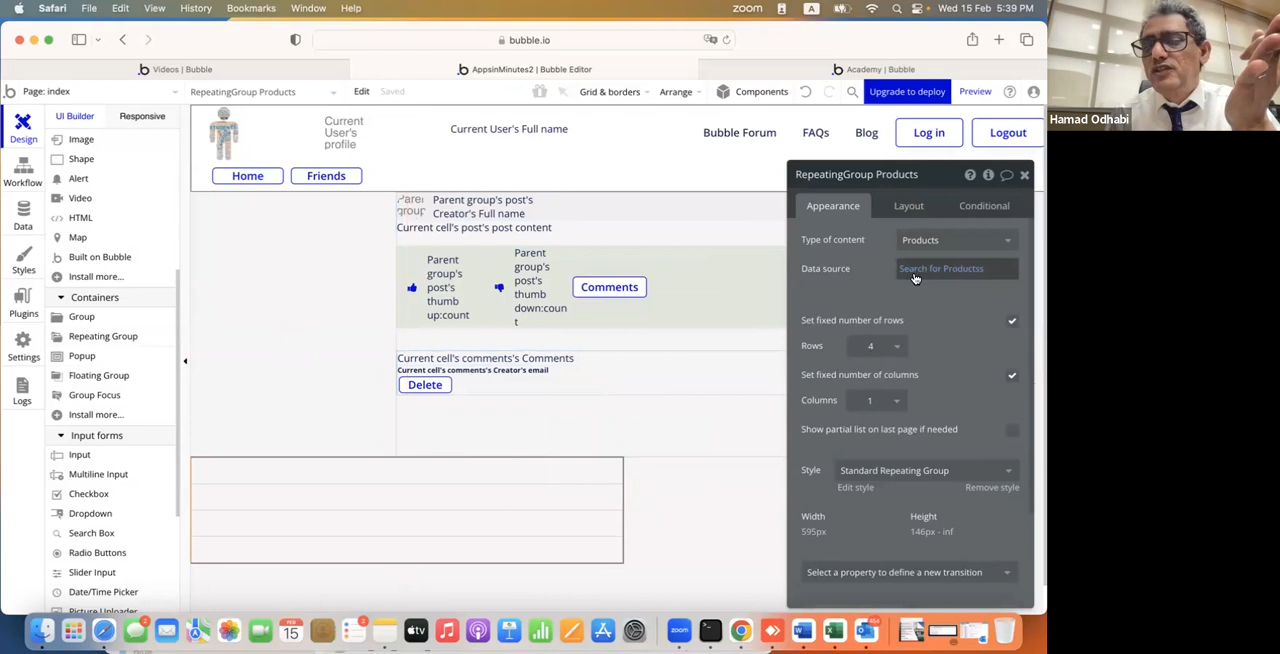 Safari File Edit View History Bookmarks Window Help
zoom A Wed 15 Feb 5:39 PM
bubble.io
Videos | Bubble
AppsinMinutes2 | Bubble Editor
Academy | Bubble
Page: index
RepeatingGroup Products
Edit
Saved
Grid & borders
Arrange
Components
Upgrade to deploy
Preview
Design
Workflow
Data
Styles
Plugins
Settings
Logs
UI Builder
Responsive
Image
Shape
Alert
Video
HTML
Map
Built on Bubble
Install more...
Containers
Group
Repeating Group
Popup
Floating Group
Group Focus
Install more...
Input forms
Input
Multiline Input
Checkbox
Dropdown
Search Box
Radio Buttons
Slider Input
Date/Time Picker
Picture Uploader
Current
User's
profile
Current User's Full name
Bubble Forum
FAQs
Blog
Log in
Logout
Home
Friends
Parent group's post's
Creator's Full name
Current cell's post's post content
Parent
group's
post's
thumb
up:count
Parent
group's
post's
thumb
down:coun
t
Comments
Current cell's comments's Comments
Current cell's comments's Creator's email
Delete
RepeatingGroup Products
Appearance
Layout
Conditional
Type of content
Products
Data source
Search for Productss
Set fixed number of rows
Rows
4
Set fixed number of columns
Columns
1
Show partial list on last page if needed
Style
Standard Repeating Group
Edit style
Remove style
Width
Height
595px
146px - inf
Select a property to define a new transition
Hamad Odhabi
FEB
15
tv
zoom